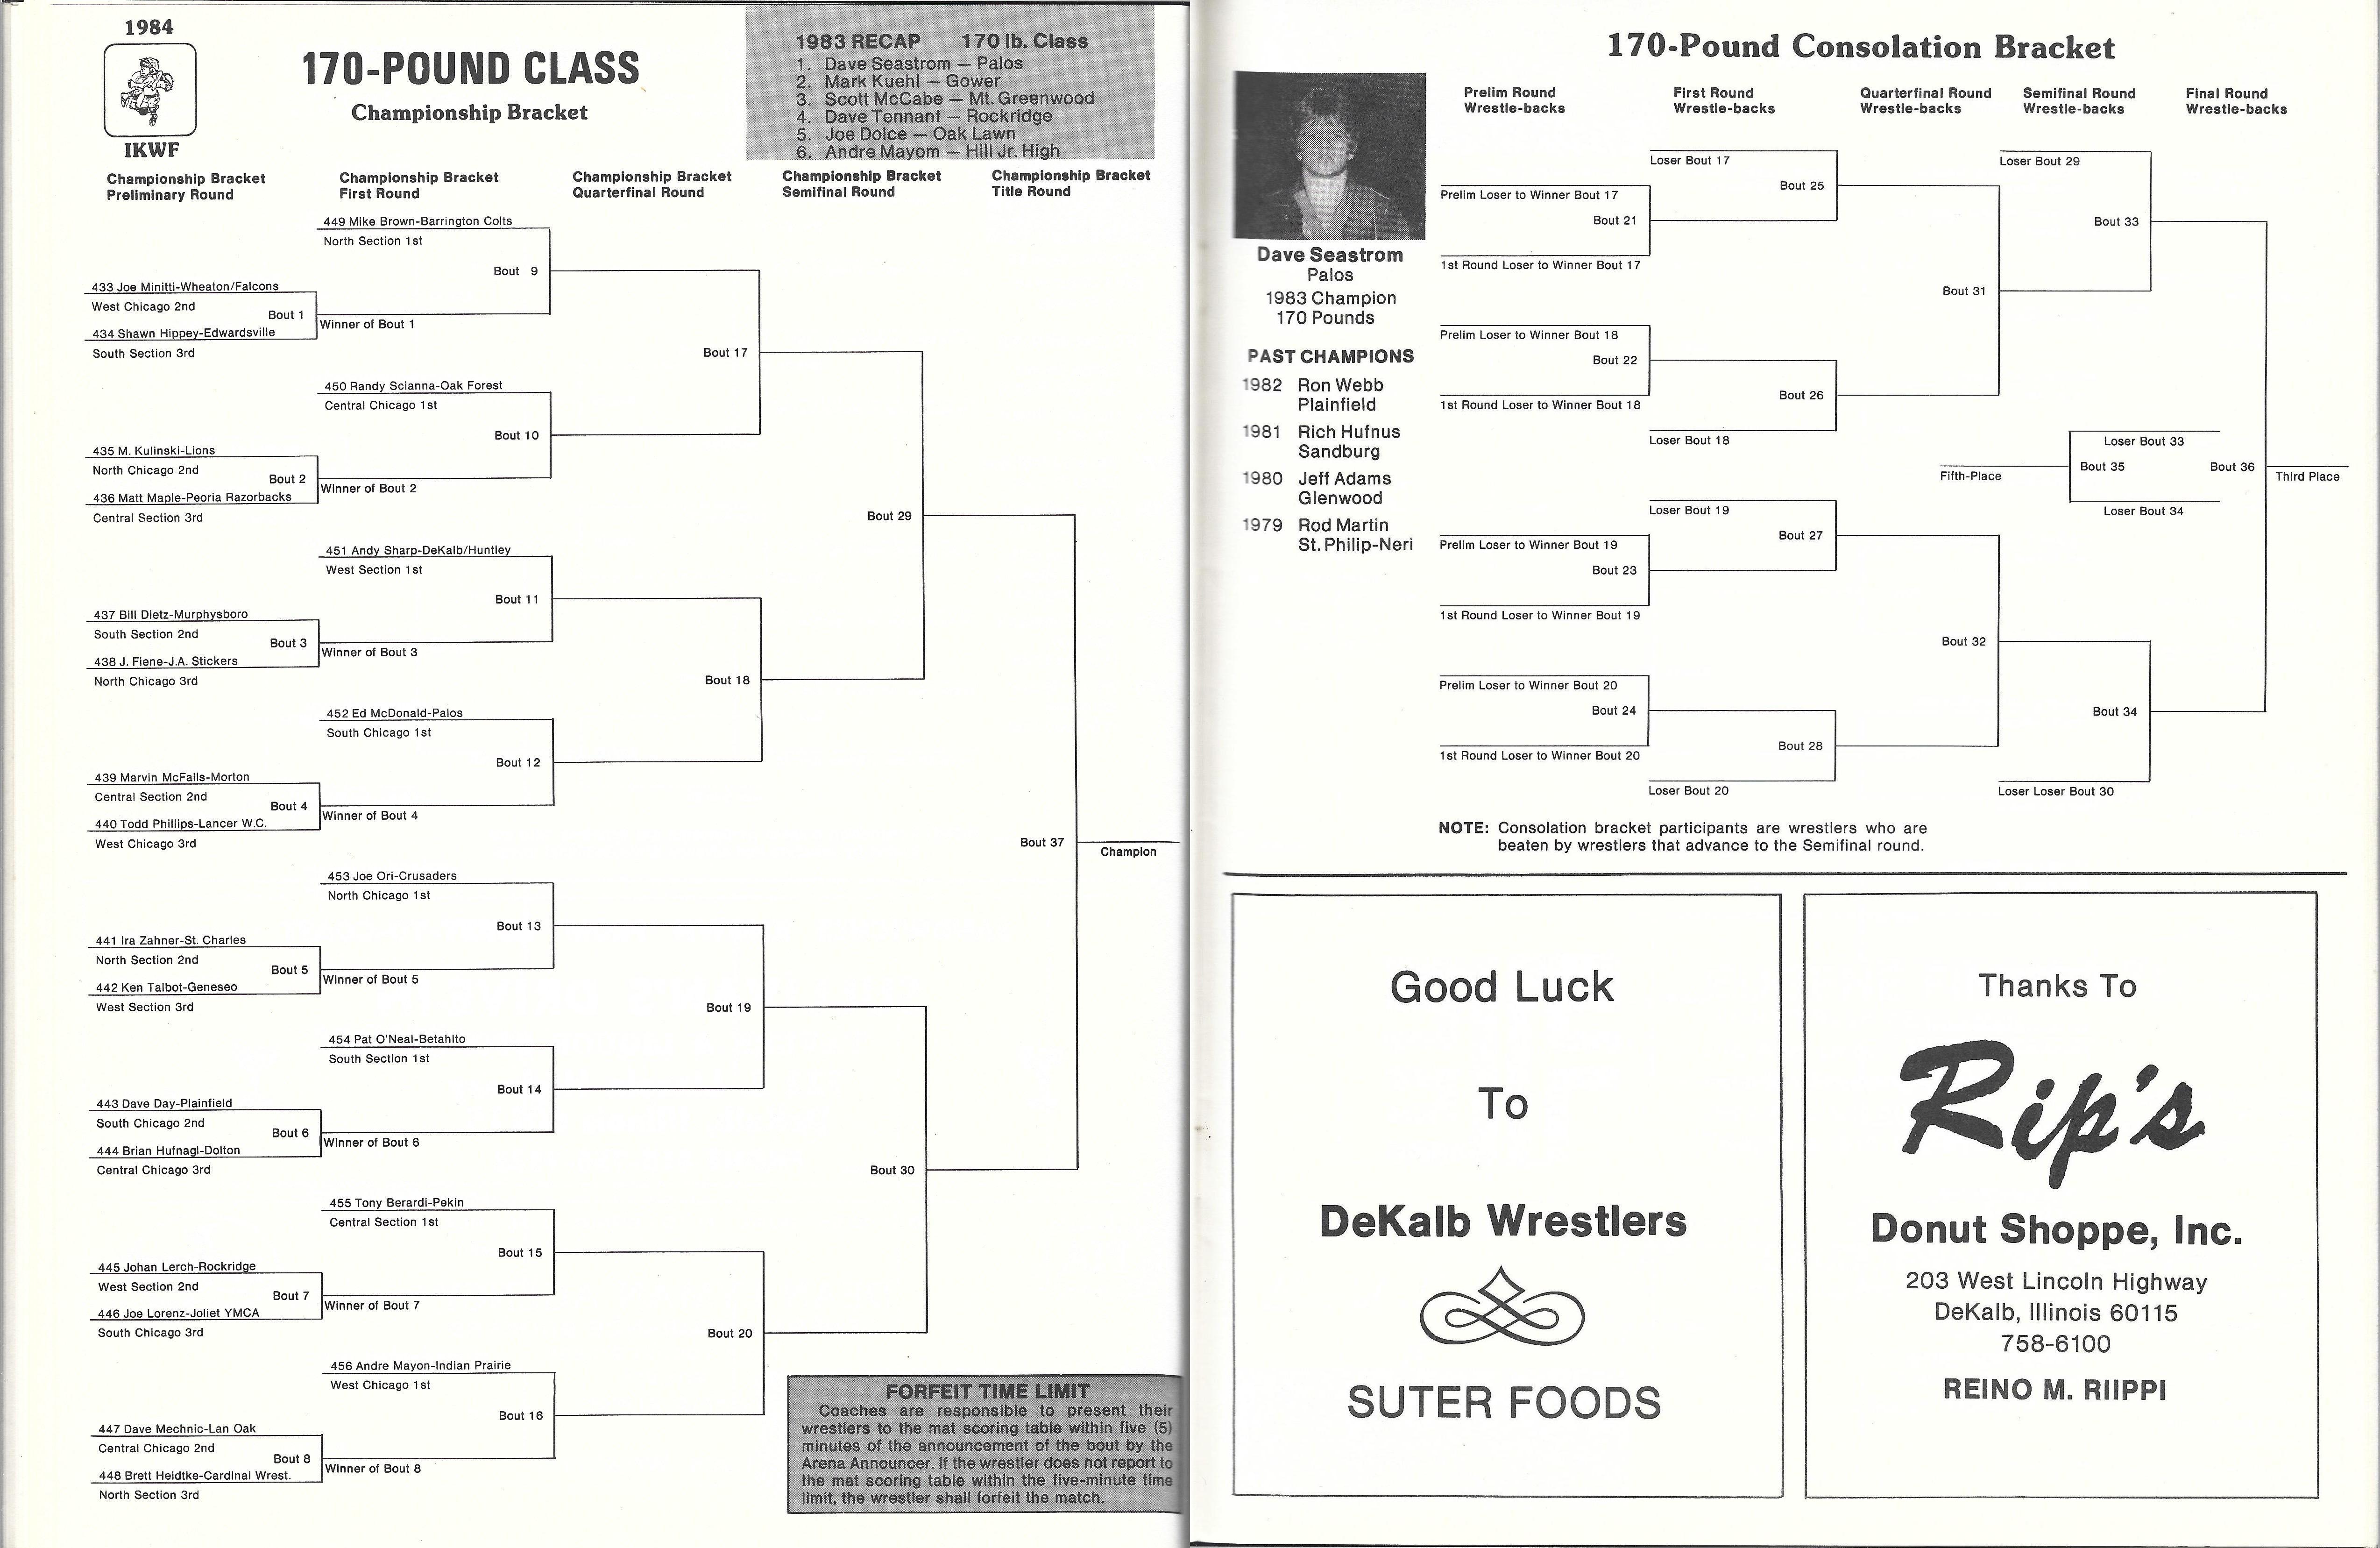 1984
IKWF
170-POUND CLASS
Championship Bracket
1983 RECAP 170 lb. Class
1. Dave Seastrom — Palos
2. Mark Kuehl — Gower
3. Scott McCabe — Mt. Greenwood
4. Dave Tennant — Rockridge
5. Joe Dolce — Oak Lawn
6. Andre Mayom — Hill Jr. High
Championship Bracket
Preliminary Round
Championship Bracket
First Round
Championship Bracket
Quarterfinal Round
Championship Bracket
Semifinal Round
Championship Bracket
Title Round
449 Mike Brown-Barrington Colts
North Section 1st
Bout 9
433 Joe Minitti-Wheaton/Falcons
West Chicago 2nd
Bout 1
434 Shawn Hippey-Edwardsville
South Section 3rd
Winner of Bout 1
Bout 17
450 Randy Scianna-Oak Forest
Central Chicago 1st
Bout 10
435 M. Kulinski-Lions
North Chicago 2nd
Bout 2
436 Matt Maple-Peoria Razorbacks
Central Section 3rd
Winner of Bout 2
Bout 29
451 Andy Sharp-DeKalb/Huntley
West Section 1st
Bout 11
437 Bill Dietz-Murphysboro
South Section 2nd
Bout 3
438 J. Fiene-J.A. Stickers
North Chicago 3rd
Winner of Bout 3
Bout 18
452 Ed McDonald-Palos
South Chicago 1st
Bout 12
439 Marvin McFalls-Morton
Central Section 2nd
Bout 4
440 Todd Phillips-Lancer W.C.
West Chicago 3rd
Winner of Bout 4
Bout 37
Champion
453 Joe Ori-Crusaders
North Chicago 1st
Bout 13
441 Ira Zahner-St. Charles
North Section 2nd
Bout 5
442 Ken Talbot-Geneseo
West Section 3rd
Winner of Bout 5
Bout 19
454 Pat O'Neal-Betahlto
South Section 1st
Bout 14
443 Dave Day-Plainfield
South Chicago 2nd
Bout 6
444 Brian Hufnagl-Dolton
Central Chicago 3rd
Winner of Bout 6
Bout 30
455 Tony Berardi-Pekin
Central Section 1st
Bout 15
445 Johan Lerch-Rockridge
West Section 2nd
Bout 7
446 Joe Lorenz-Joliet YMCA
South Chicago 3rd
Winner of Bout 7
Bout 20
456 Andre Mayon-Indian Prairie
West Chicago 1st
Bout 16
447 Dave Mechnic-Lan Oak
Central Chicago 2nd
Bout 8
448 Brett Heidtke-Cardinal Wrest.
North Section 3rd
Winner of Bout 8
FORFEIT TIME LIMIT
Coaches are responsible to present their
wrestlers to the mat scoring table within five (5)
minutes of the announcement of the bout by the
Arena Announcer. If the wrestler does not report to
the mat scoring table within the five-minute time
limit, the wrestler shall forfeit the match.
170-Pound Consolation Bracket
Prelim Round
Wrestle-backs
First Round
Wrestle-backs
Quarterfinal Round
Wrestle-backs
Semifinal Round
Wrestle-backs
Final Round
Wrestle-backs
Dave Seastrom
Palos
1983 Champion
170 Pounds
PAST CHAMPIONS
1982 Ron Webb
Plainfield
1981 Rich Hufnus
Sandburg
1980 Jeff Adams
Glenwood
1979 Rod Martin
St. Philip-Neri
Loser Bout 17
Bout 25
Prelim Loser to Winner Bout 17
Bout 21
1st Round Loser to Winner Bout 17
Loser Bout 29
Bout 33
Bout 31
Prelim Loser to Winner Bout 18
Bout 22
1st Round Loser to Winner Bout 18
Bout 26
Loser Bout 18
Loser Bout 33
Fifth-Place
Bout 35
Bout 36
Third Place
Loser Bout 34
Loser Bout 19
Bout 27
Prelim Loser to Winner Bout 19
Bout 23
1st Round Loser to Winner Bout 19
Bout 32
Prelim Loser to Winner Bout 20
Bout 24
1st Round Loser to Winner Bout 20
Bout 28
Loser Bout 20
Bout 34
Loser Loser Bout 30
NOTE: Consolation bracket participants are wrestlers who are
beaten by wrestlers that advance to the Semifinal round.
Good Luck
To
DeKalb Wrestlers
SUTER FOODS
Thanks To
Rip's
Donut Shoppe, Inc.
203 West Lincoln Highway
DeKalb, Illinois 60115
758-6100
REINO M. RIIPPI